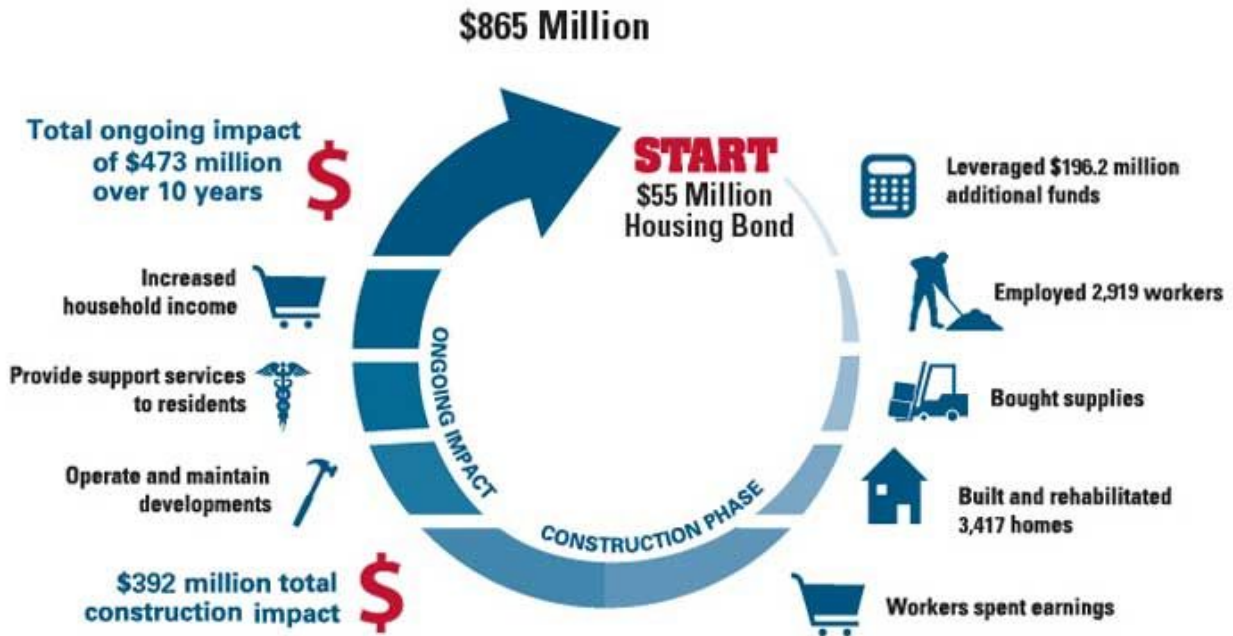 $865 Million
START
$55 Million
Housing Bond
Leveraged $196.2 million
additional funds
Employed 2,919 workers
Bought supplies
Built and rehabilitated
3,417 homes
Workers spent earnings
CONSTRUCTION PHASE
$392 million total
construction impact
$
ONGOING IMPACT
Operate and maintain
developments
Provide support services
to residents
Increased
household income
Total ongoing impact
of $473 million
over 10 years
$